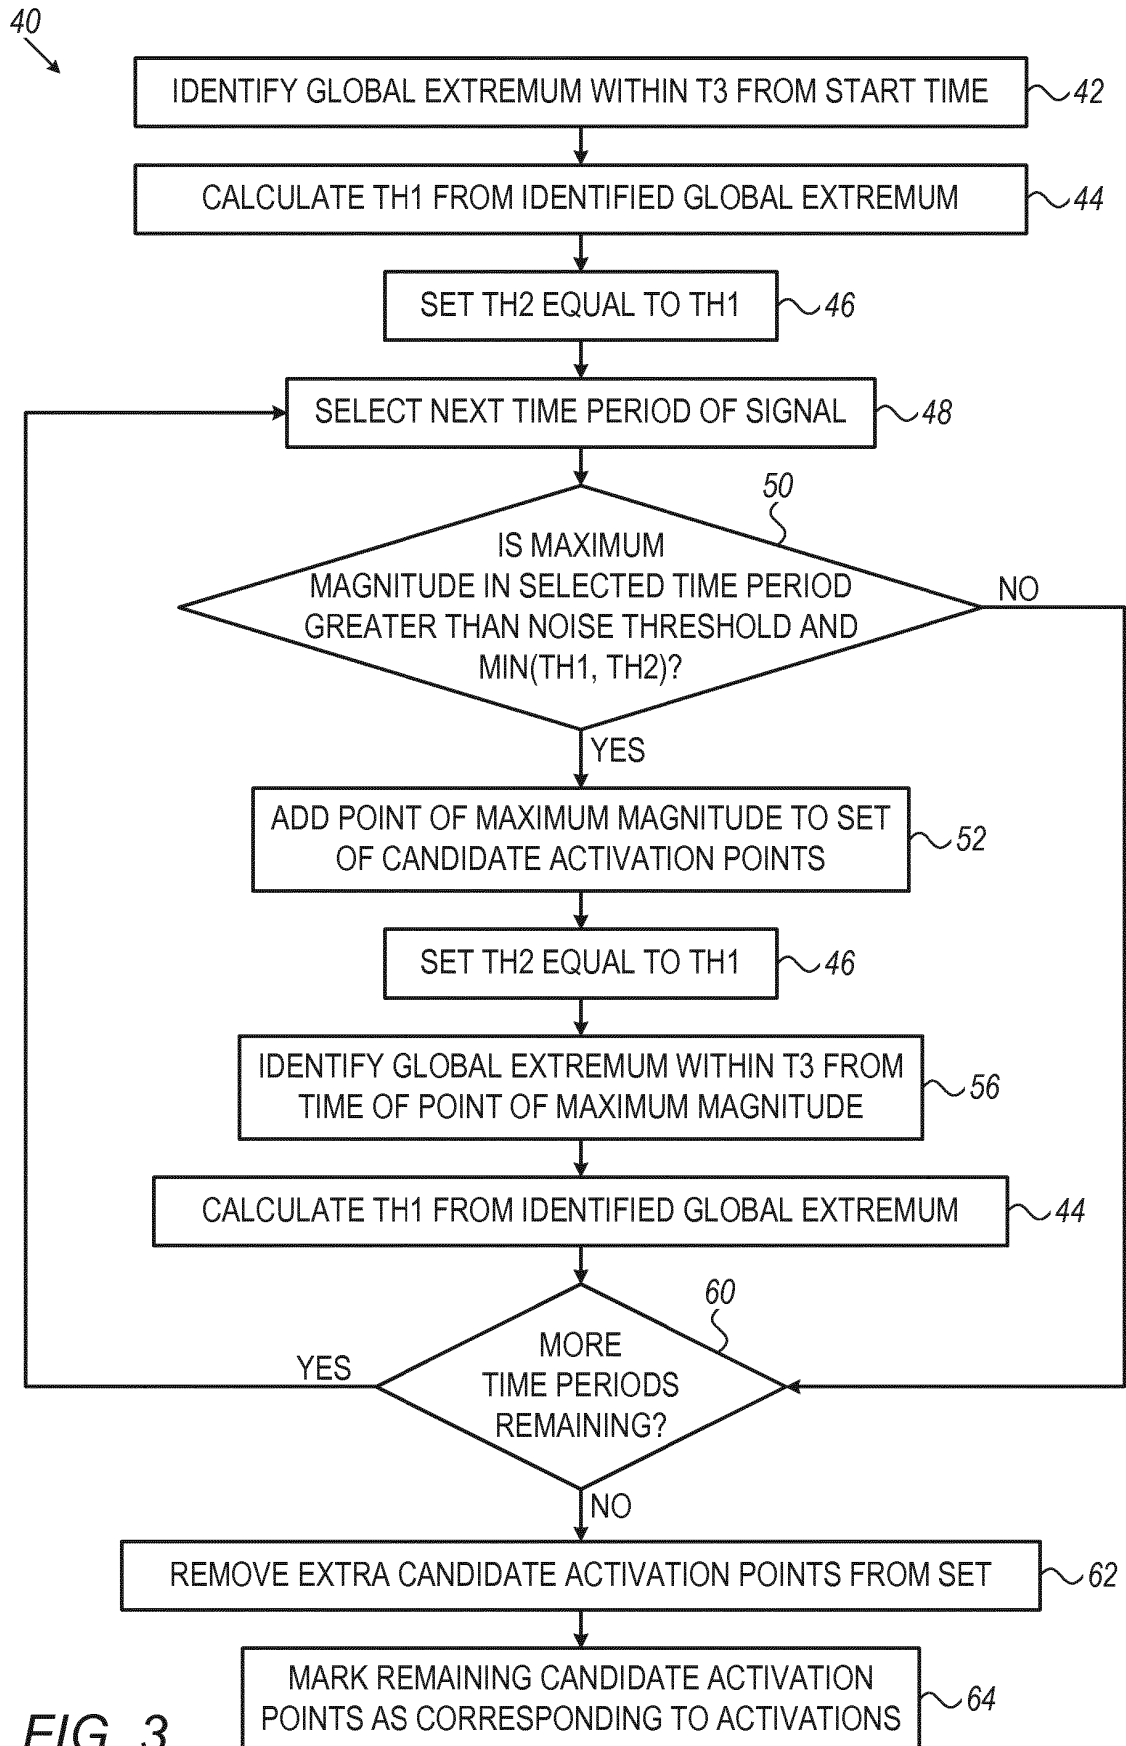 40
IDENTIFY GLOBAL EXTREMUM WITHIN T3 FROM START TIME
42
CALCULATE TH1 FROM IDENTIFIED GLOBAL EXTREMUM
44
SET TH2 EQUAL TO TH1
46
SELECT NEXT TIME PERIOD OF SIGNAL
48
50
IS MAXIMUM
MAGNITUDE IN SELECTED TIME PERIOD
GREATER THAN NOISE THRESHOLD AND
MIN(TH1, TH2)?
NO
YES
ADD POINT OF MAXIMUM MAGNITUDE TO SET
OF CANDIDATE ACTIVATION POINTS
52
SET TH2 EQUAL TO TH1
46
IDENTIFY GLOBAL EXTREMUM WITHIN T3 FROM
TIME OF POINT OF MAXIMUM MAGNITUDE
56
CALCULATE TH1 FROM IDENTIFIED GLOBAL EXTREMUM
44
60
MORE
TIME PERIODS
REMAINING?
YES
NO
REMOVE EXTRA CANDIDATE ACTIVATION POINTS FROM SET
62
MARK REMAINING CANDIDATE ACTIVATION
POINTS AS CORRESPONDING TO ACTIVATIONS
64
FIG. 3